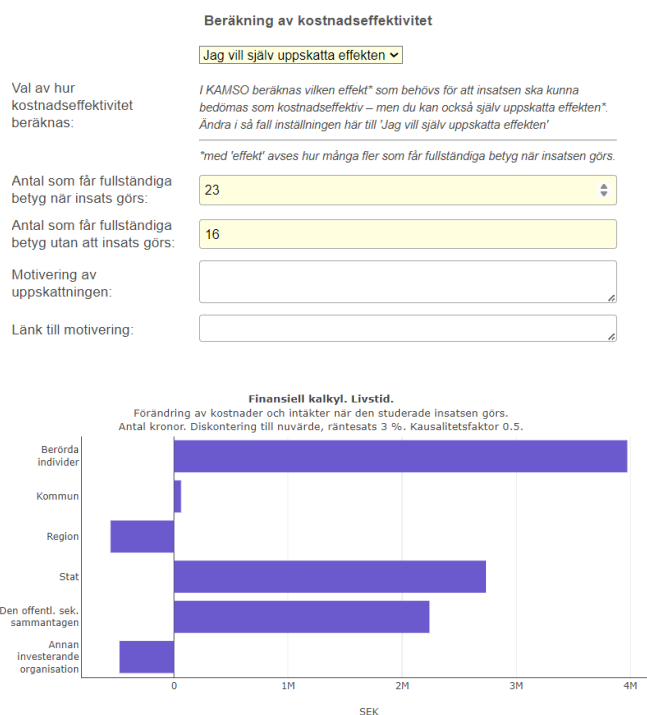 Beräkning av kostnadseffektivitet
Jag vill själv uppskatta effekten
Val av hur
kostnadseffektivitet
beräknas:
I KAMSO beräknas vilken effekt* som behövs för att insatsen ska kunna
bedömas som kostnadseffektiv – men du kan också själv uppskatta effekten*.
Ändra i så fall inställningen här till 'Jag vill själv uppskatta effekten'
*med 'effekt' avses hur många fler som får fullständiga betyg när insatsen görs.
Antal som får fullständiga
betyg när insats görs:
23
Antal som får fullständiga
betyg utan att insats görs:
16
Motivering av
uppskattningen:
Länk till motivering:
Finansiell kalkyl. Livstid.
Förändring av kostnader och intäkter när den studerade insatsen görs.
Antal kronor. Diskontering till nuvärde, räntesats 3 %. Kausalitetsfaktor 0.5.
Berörda
individer
Kommun
Region
Stat
Den offentl. sek.
sammantagen
Annan
investerande
organisation
0 1M 2M 3M 4M
SEK